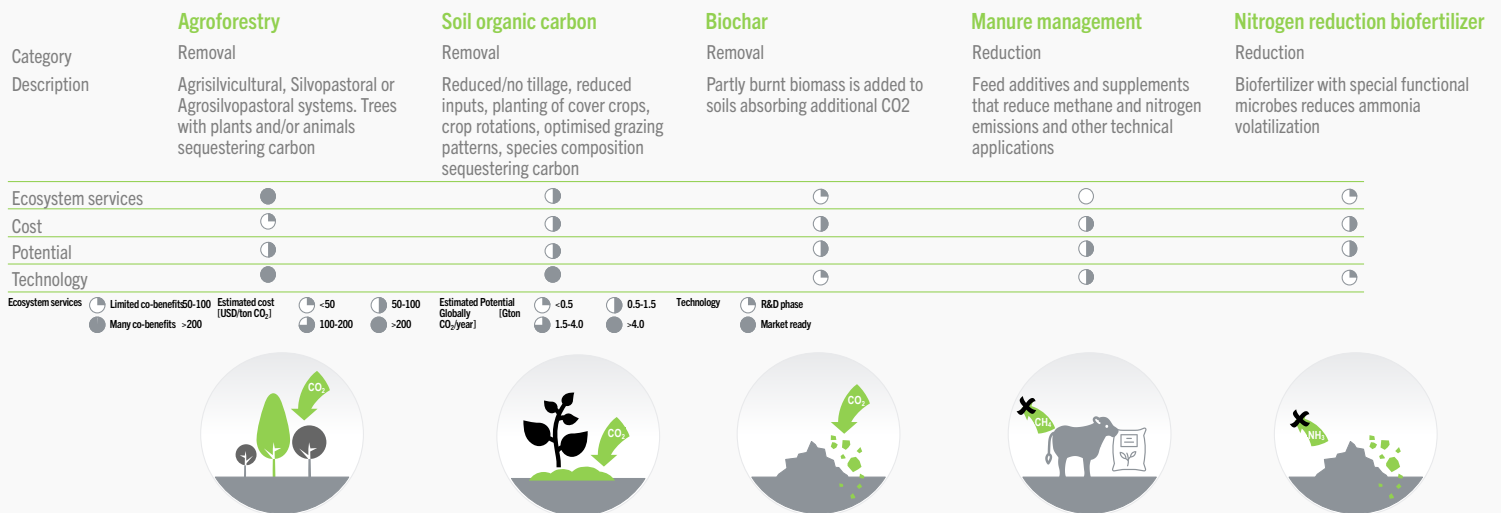 Agroforestry
Soil organic carbon
Biochar
Manure management
Nitrogen reduction biofertilizer
Category
Removal
Removal
Removal
Reduction
Reduction
Description
Agrisilvicultural, Silvopastoral or
Agrosilvopastoral systems. Trees
with plants and/or animals
sequestering carbon
Reduced/no tillage, reduced
inputs, planting of cover crops,
crop rotations, optimised grazing
patterns, species composition
sequestering carbon
Partly burnt biomass is added to
soils absorbing additional CO2
Feed additives and supplements
that reduce methane and nitrogen
emissions and other technical
applications
Biofertilizer with special functional
microbes reduces ammonia
volatilization
Ecosystem services
Cost
Potential
Technology
Ecosystem services
Limited co-benefits50-100
Many co-benefits >200
Estimated cost
[USD/ton CO₂]
<50
50-100
100-200
>200
Estimated Potential
Globally [Gton
CO₂/year]
<0.5
0.5-1.5
1.5-4.0
>4.0
Technology
R&D phase
Market ready
CO₂
CO₂
CO₂
CH₄
NH₃